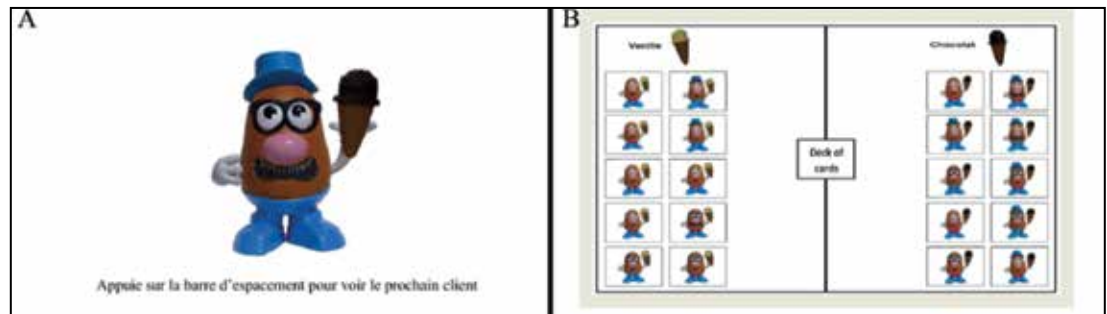 A
Appuie sur la barre d'espacement pour voir le prochain client
B
Vanille
Chocolat
Deck of
cards